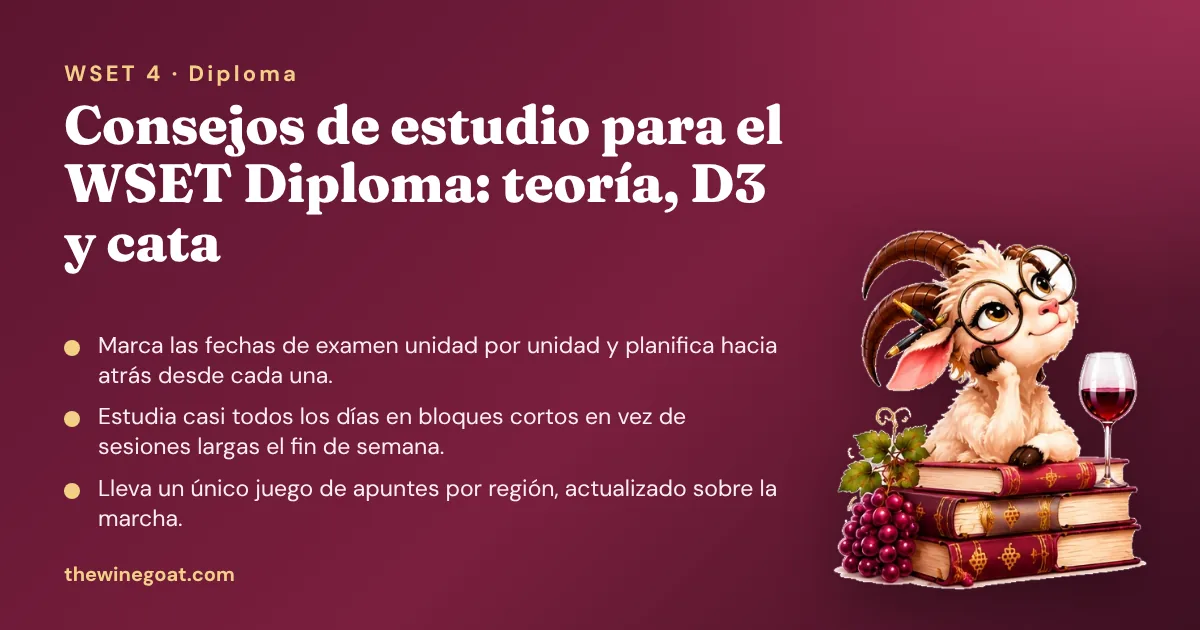 WSET 4 · Diploma
Consejos de estudio para el
WSET Diploma: teoría, D3
y cata
Marca las fechas de examen unidad por unidad y planifica hacia
atrás desde cada una.
Estudia casi todos los días en bloques cortos en vez de
sesiones largas el fin de semana.
Lleva un único juego de apuntes por región, actualizado sobre la
marcha.
thewinegoat.com